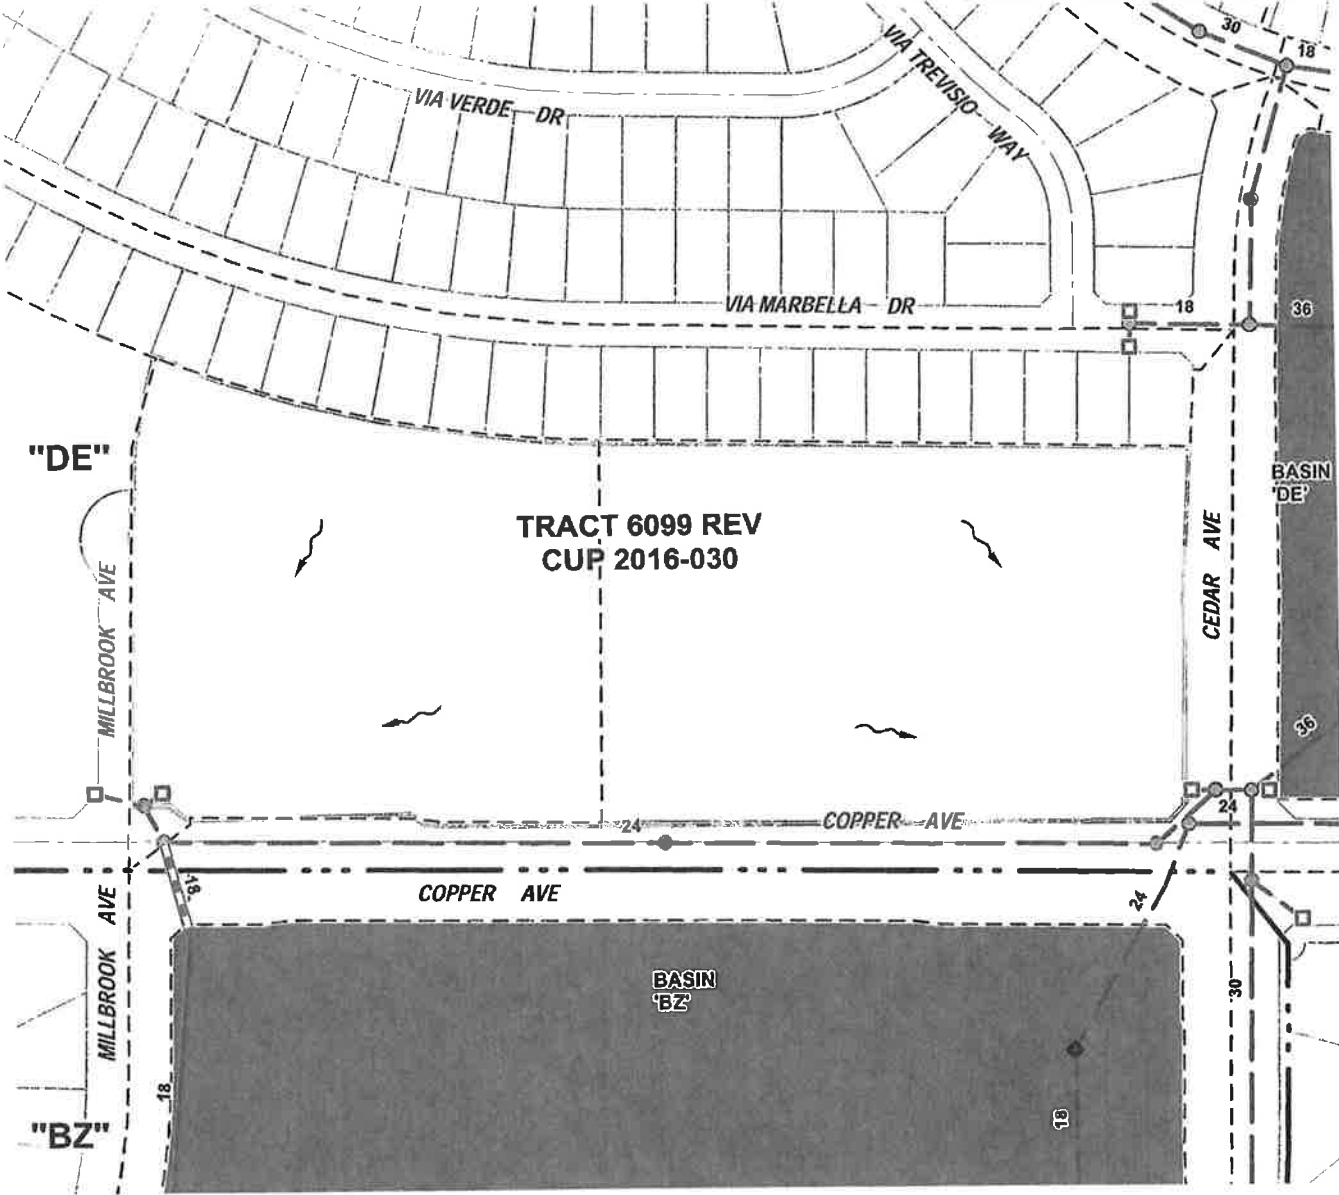 30
18
VIA VERDE DR
VIA TREVISIO WAY
VIA MARBELLA DR
18
36
"DE"
BASIN
'DE'
TRACT 6099 REV
CUP 2016-030
CEDAR AVE
MILLBROOK AVE
36
24
24
COPPER AVE
18
COPPER AVE
24
MILLBROOK AVE
BASIN
'BZ'
30
18
18
"BZ"